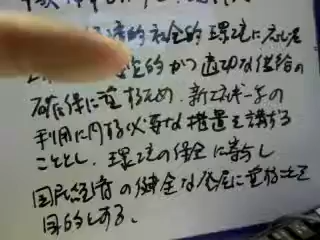 経済的社会的環境に応じた
安定的かつ適切な供給の
確保に資するため、新エネルギーの
利用に関する必要な措置を講ずる
こととし、環境の保全に寄与し
国民経済の健全な発展に資することを
目的とする。